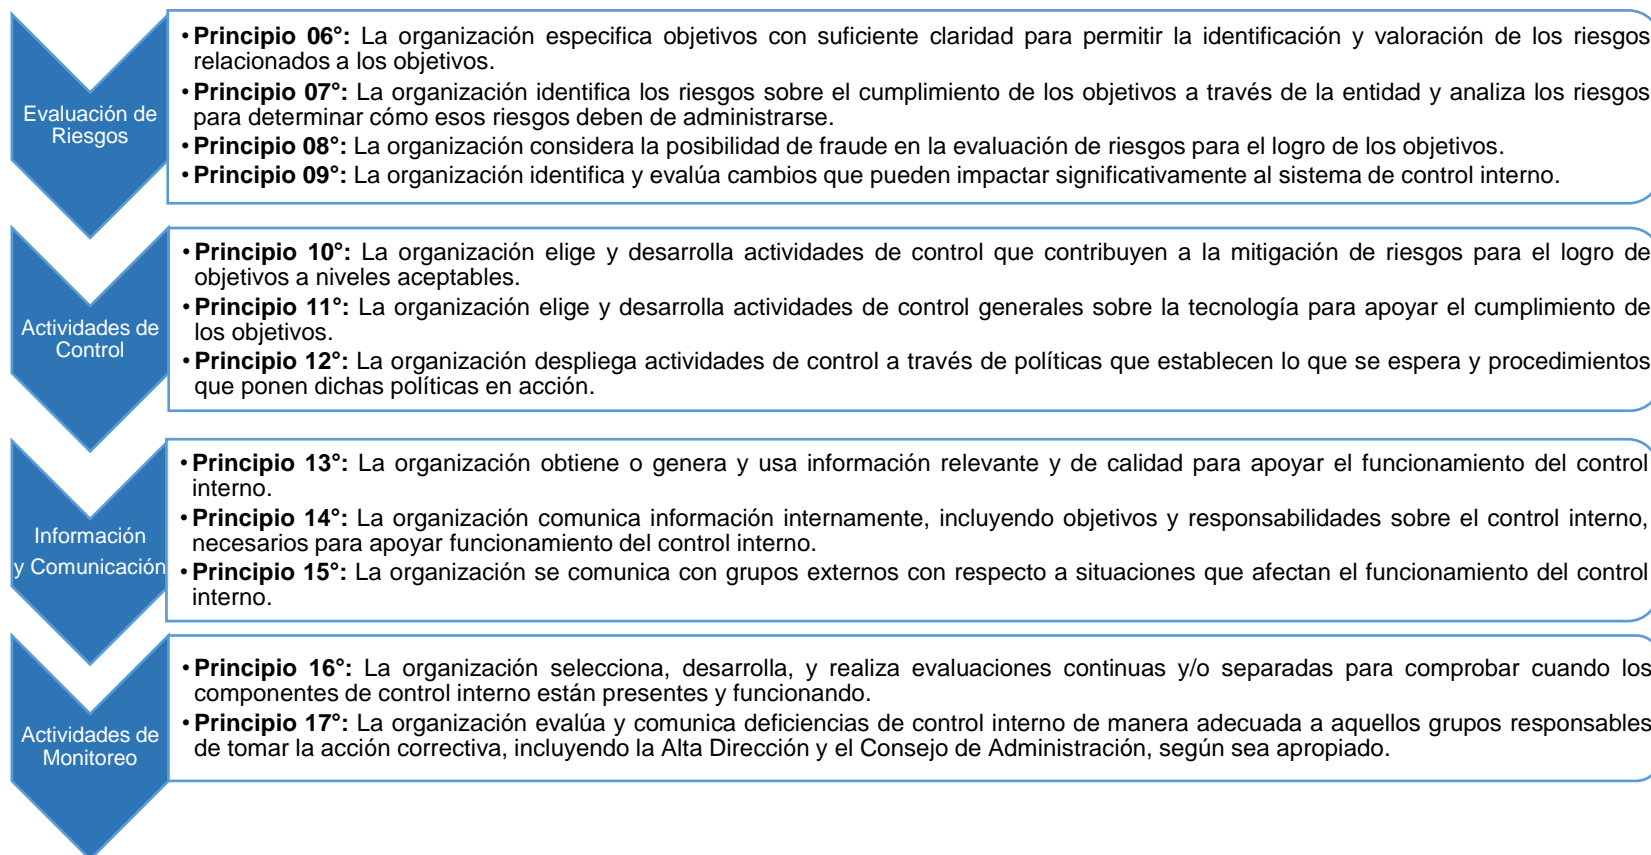 Evaluación de
Riesgos
• Principio 06°: La organización especifica objetivos con suficiente claridad para permitir la identificación y valoración de los riesgos
relacionados a los objetivos.
• Principio 07°: La organización identifica los riesgos sobre el cumplimiento de los objetivos a través de la entidad y analiza los riesgos
para determinar cómo esos riesgos deben de administrarse.
• Principio 08°: La organización considera la posibilidad de fraude en la evaluación de riesgos para el logro de los objetivos.
• Principio 09°: La organización identifica y evalúa cambios que pueden impactar significativamente al sistema de control interno.
Actividades de
Control
• Principio 10°: La organización elige y desarrolla actividades de control que contribuyen a la mitigación de riesgos para el logro de
objetivos a niveles aceptables.
• Principio 11°: La organización elige y desarrolla actividades de control generales sobre la tecnología para apoyar el cumplimiento de
los objetivos.
• Principio 12°: La organización despliega actividades de control a través de políticas que establecen lo que se espera y procedimientos
que ponen dichas políticas en acción.
Información
y Comunicación
• Principio 13°: La organización obtiene o genera y usa información relevante y de calidad para apoyar el funcionamiento del control
interno.
• Principio 14°: La organización comunica información internamente, incluyendo objetivos y responsabilidades sobre el control interno,
necesarios para apoyar funcionamiento del control interno.
• Principio 15°: La organización se comunica con grupos externos con respecto a situaciones que afectan el funcionamiento del control
interno.
Actividades de
Monitoreo
• Principio 16°: La organización selecciona, desarrolla, y realiza evaluaciones continuas y/o separadas para comprobar cuando los
componentes de control interno están presentes y funcionando.
• Principio 17°: La organización evalúa y comunica deficiencias de control interno de manera adecuada a aquellos grupos responsables
de tomar la acción correctiva, incluyendo la Alta Dirección y el Consejo de Administración, según sea apropiado.